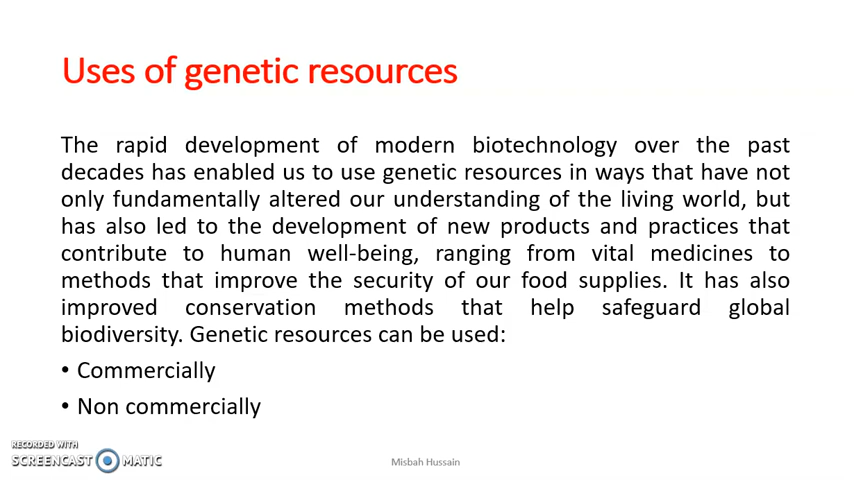 Uses of genetic resources
The rapid development of modern biotechnology over the past
decades has enabled us to use genetic resources in ways that have not
only fundamentally altered our understanding of the living world, but
has also led to the development of new products and practices that
contribute to human well-being, ranging from vital medicines to
methods that improve the security of our food supplies. It has also
improved conservation methods that help safeguard global
biodiversity. Genetic resources can be used:
• Commercially
• Non commercially
RECORDED WITH
SCREENCAST MATIC
Misbah Hussain